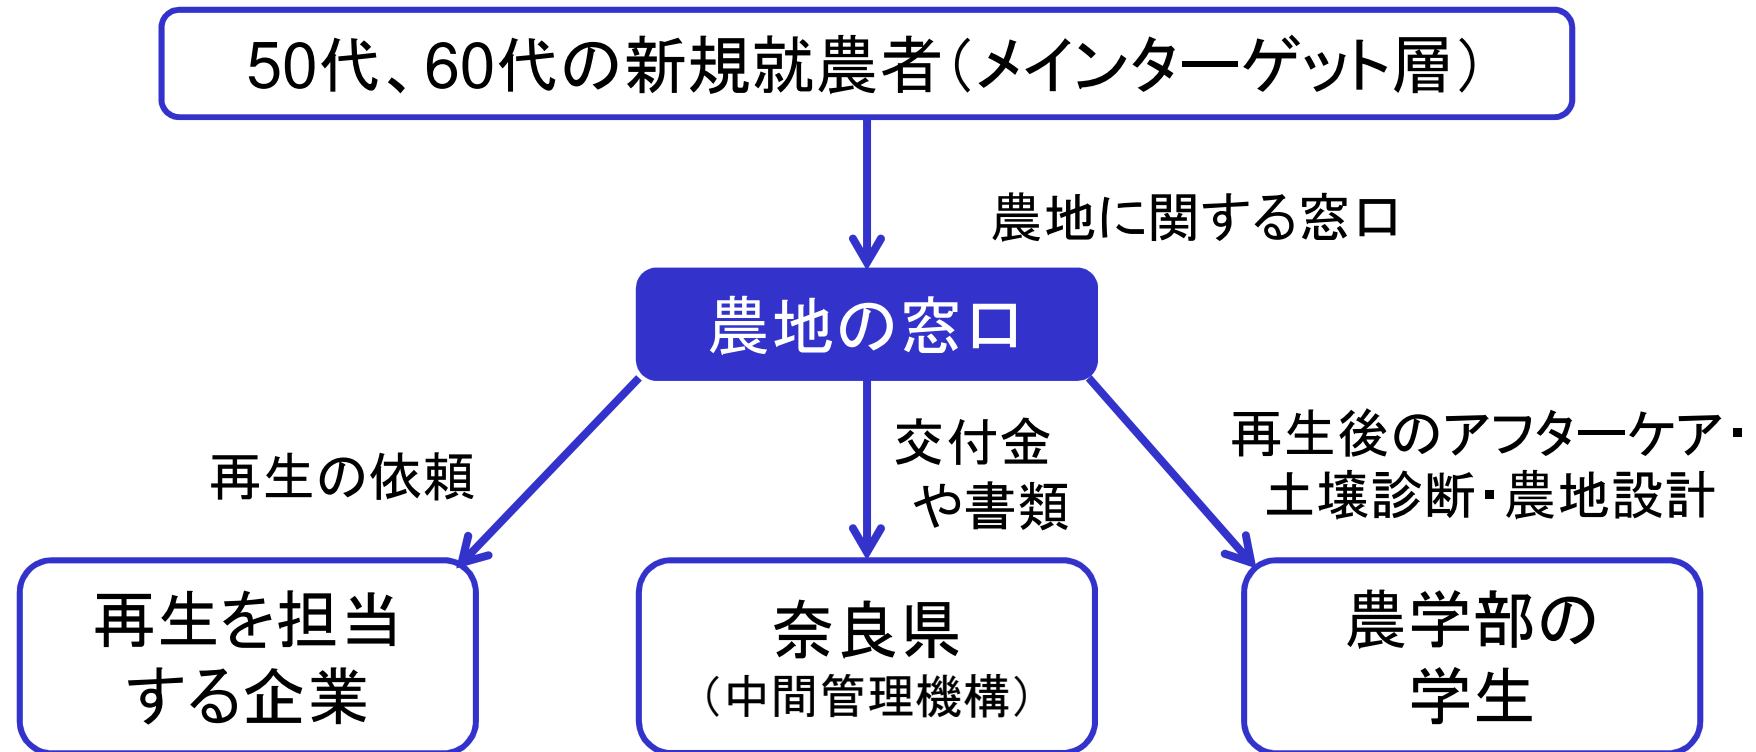 50代、60代の新規就農者（メインターゲット層）
農地に関する窓口
農地の窓口
再生の依頼
交付金
や書類
再生後のアフターケア・
土壌診断・農地設計
再生を担当
する企業
奈良県
（中間管理機構）
農学部の
学生